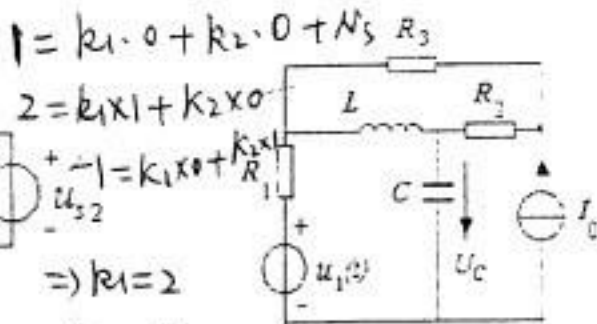 1 = k1·0 + k2·0 + Ns
R3
2 = k1×1 + k2×0
L
R2
-1 = k1×0 + k2×1
R1
+
us2
-
C
UC
I0
+
u1(t)
-
=) k1=2